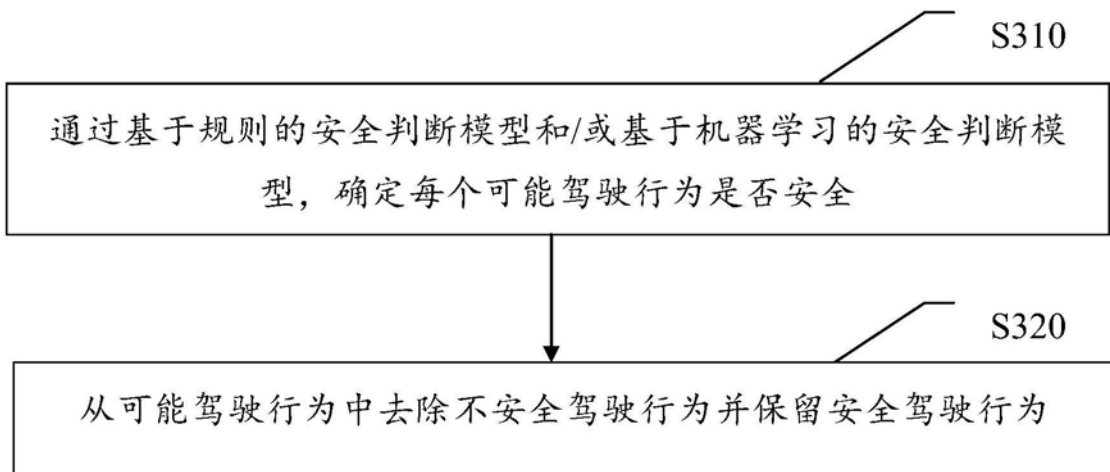 S310
通过基于规则的安全判断模型和/或基于机器学习的安全判断模
型，确定每个可能驾驶行为是否安全
S320
从可能驾驶行为中去除不安全驾驶行为并保留安全驾驶行为